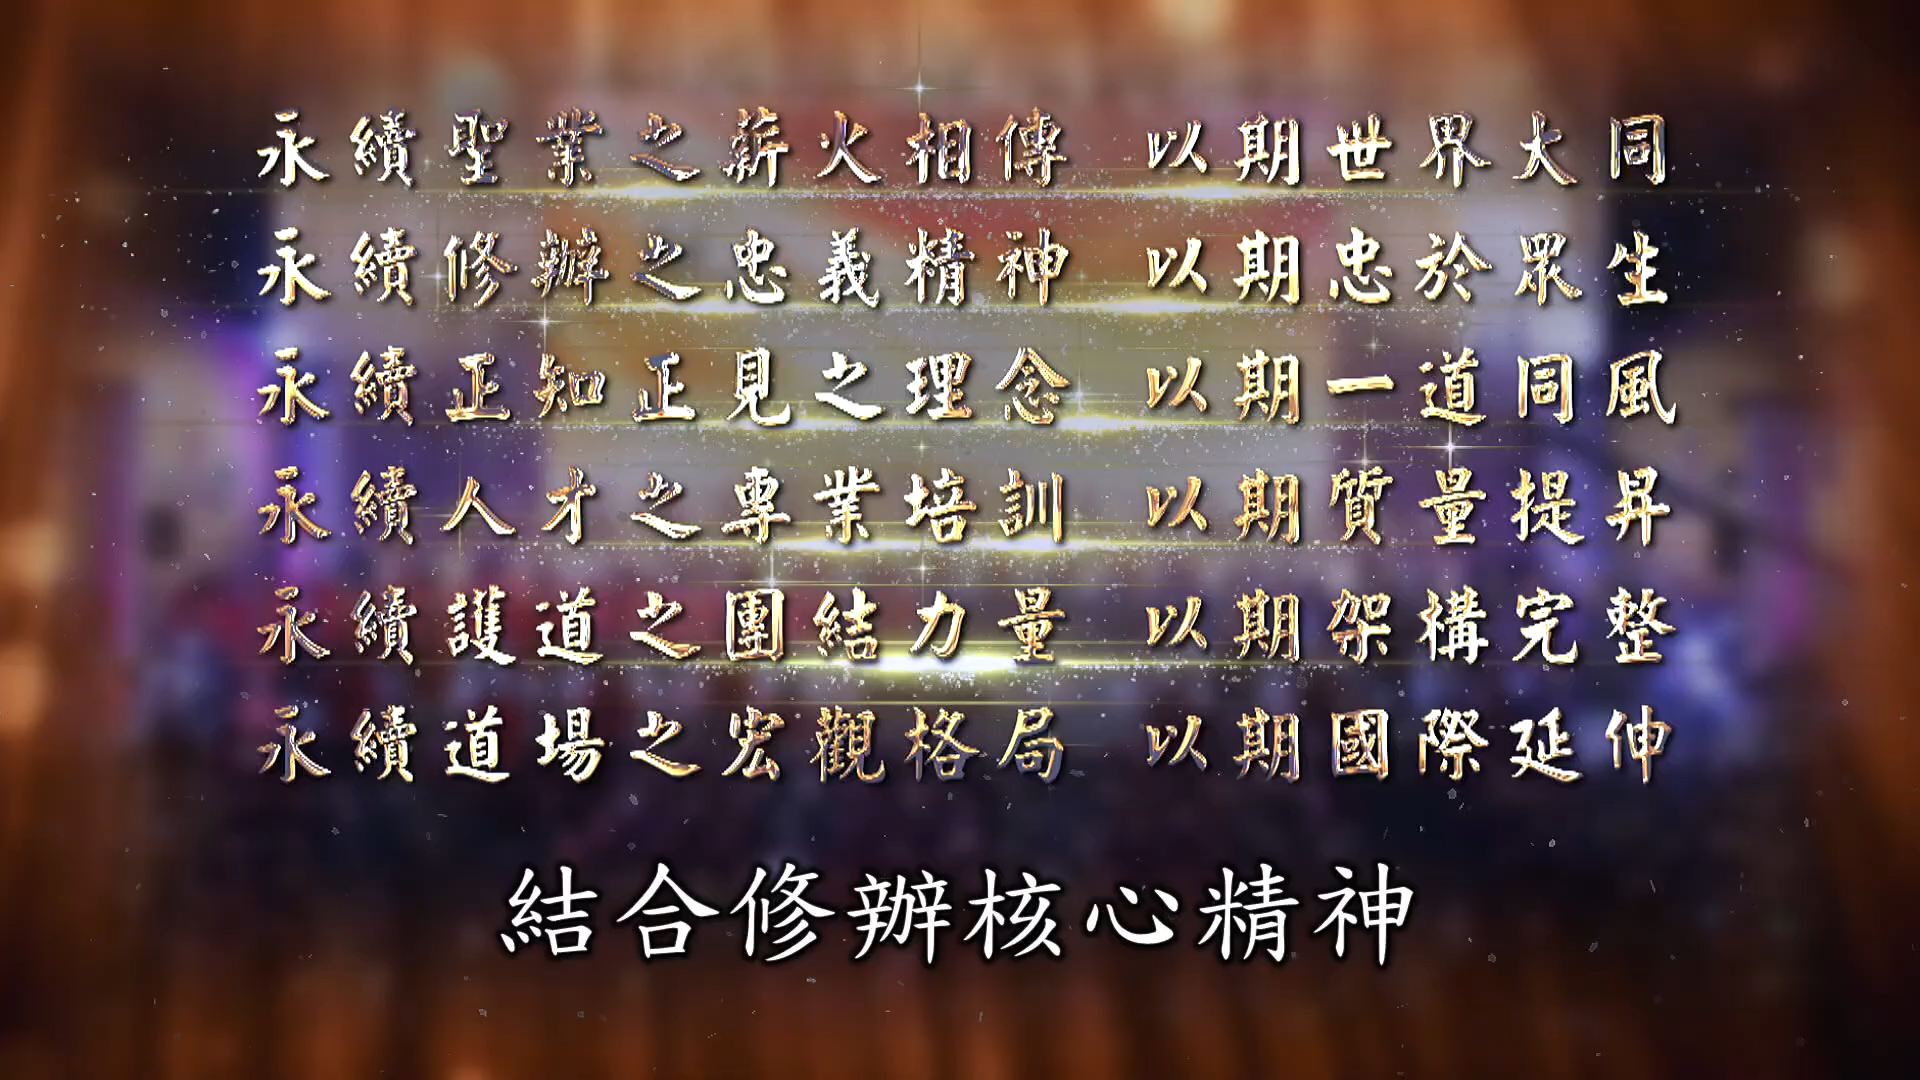 永續聖業之薪火相傳 以期世界大同
永續修辦之忠義精神 以期忠於眾生
永續正知正見之理念 以期一道同風
永續人才之專業培訓 以期質量提昇
永續護道之團結力量 以期架構完整
永續道場之宏觀格局 以期國際延伸
結合修辦核心精神